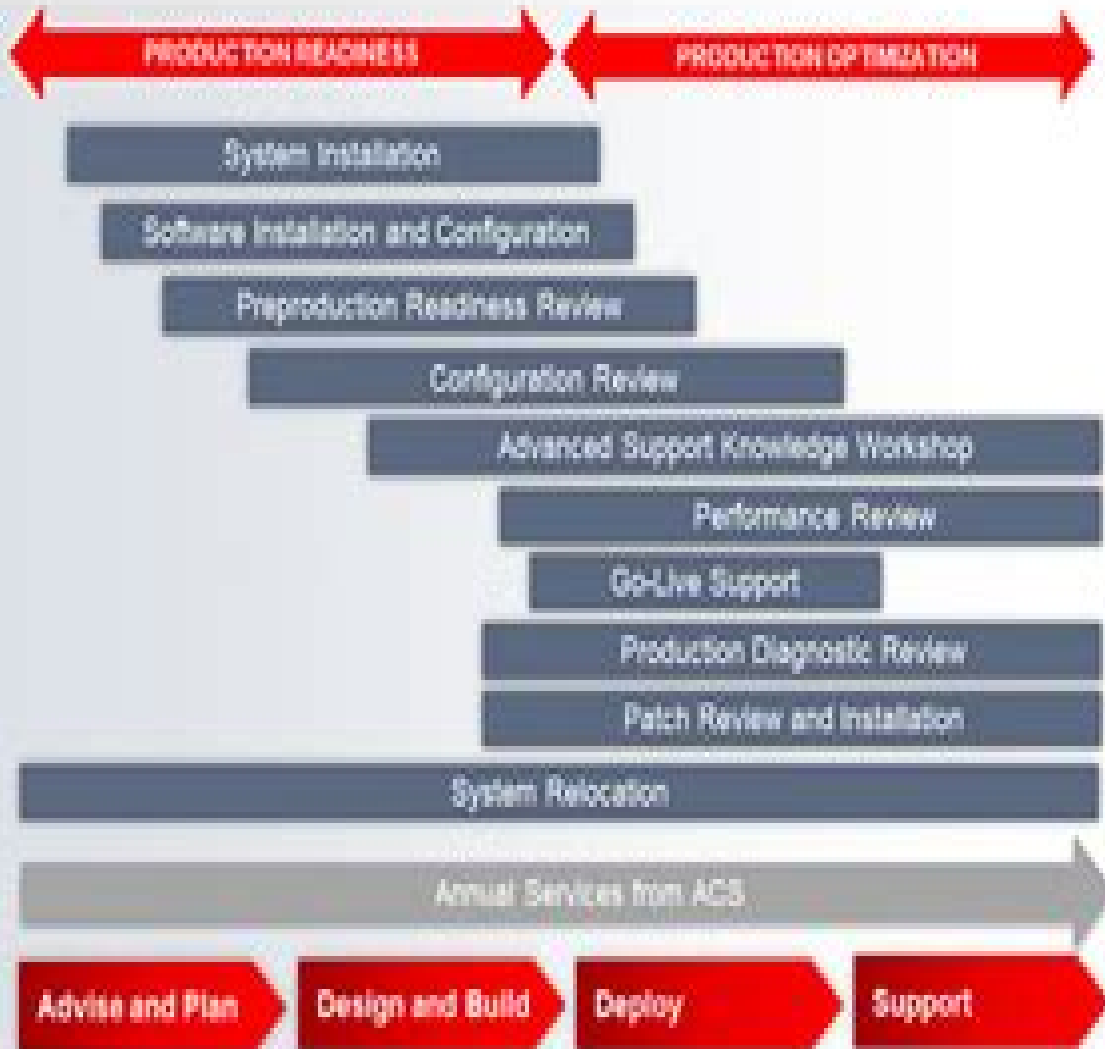 PRODUCTION READINESS
PRODUCTION OPTIMIZATION
System Installation
Software Installation and Configuration
Preproduction Readiness Review
Configuration Review
Advanced Support Knowledge Workshop
Performance Review
Go-Live Support
Production Diagnostic Review
Patch Review and Installation
System Relocation
Annual Services from ACS
Advise and Plan
Design and Build
Deploy
Support